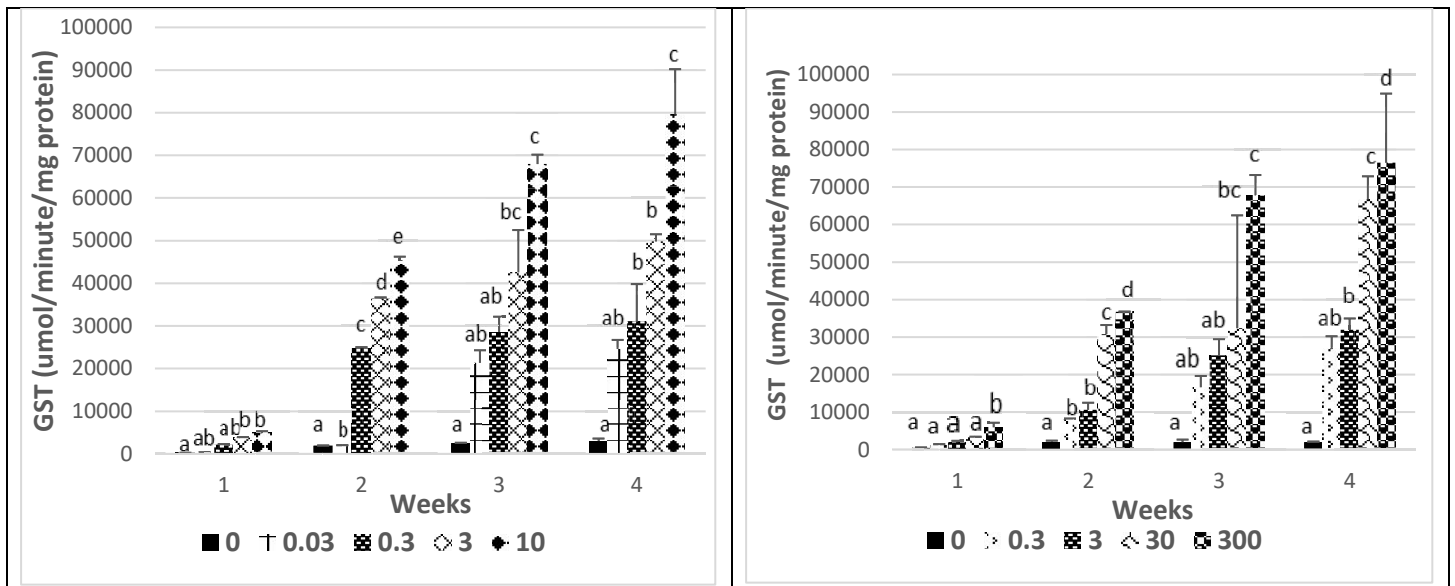 GST (umol/minute/mg protein)
100000
90000
80000
70000
60000
50000
40000
30000
20000
10000
0
a ab ab b b
a b c d e
a ab ab bc c
a ab b b c
1 2 3 4
Weeks
0 0.03 0.3 3 10
GST (umol/minute/mg protein)
100000
90000
80000
70000
60000
50000
40000
30000
20000
10000
0
a a a a b
a b b c d
a ab ab bc c
a ab b c d
1 2 3 4
Weeks
0 0.3 3 30 300